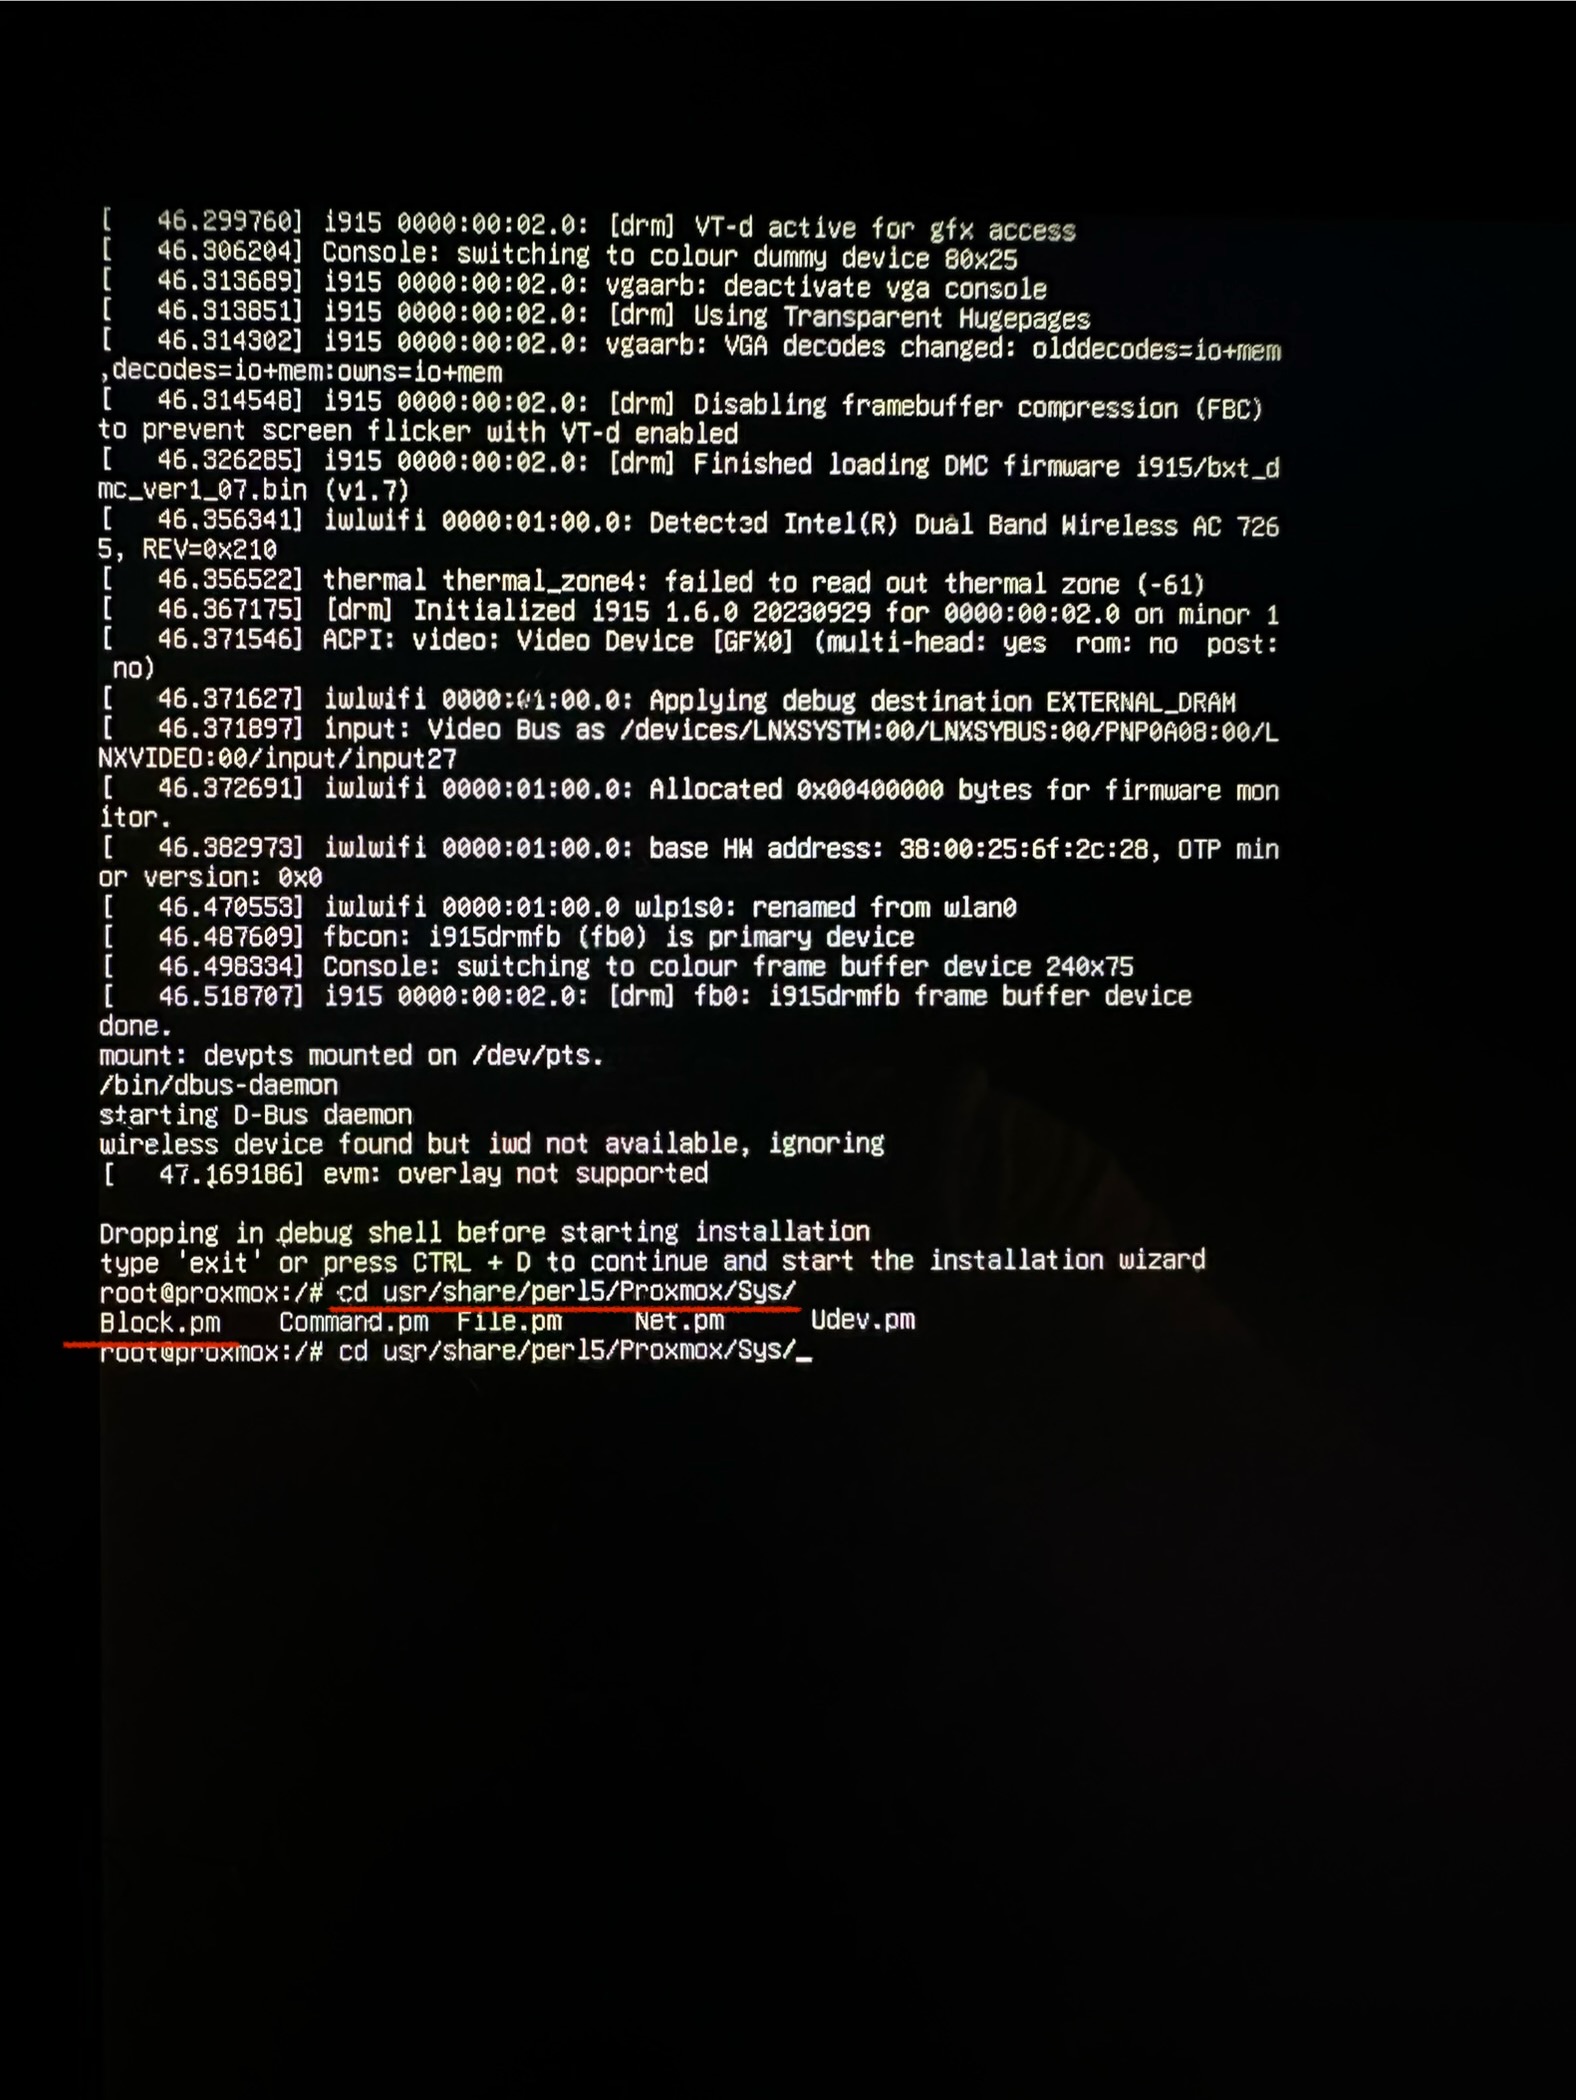 [   46.299760] i915 0000:00:02.0: [drm] VT-d active for gfx access
[   46.306204] Console: switching to colour dummy device 80x25
[   46.313689] i915 0000:00:02.0: vgaarb: deactivate vga console
[   46.313851] i915 0000:00:02.0: [drm] Using Transparent Hugepages
[   46.314302] i915 0000:00:02.0: vgaarb: VGA decodes changed: olddecodes=io+mem
,decodes=io+mem:owns=io+mem
[   46.314548] i915 0000:00:02.0: [drm] Disabling framebuffer compression (FBC)
to prevent screen flicker with VT-d enabled
[   46.326285] i915 0000:00:02.0: [drm] Finished loading DMC firmware i915/bxt_d
mc_ver1_07.bin (v1.7)
[   46.356341] iwlwifi 0000:01:00.0: Detected Intel(R) Dual Band Wireless AC 726
5, REV=0x210
[   46.356522] thermal thermal_zone4: failed to read out thermal zone (-61)
[   46.367175] [drm] Initialized i915 1.6.0 20230929 for 0000:00:02.0 on minor 1
[   46.371546] ACPI: video: Video Device [GFX0] (multi-head: yes  rom: no  post:
 no)
[   46.371627] iwlwifi 0000:01:00.0: Applying debug destination EXTERNAL_DRAM
[   46.371897] input: Video Bus as /devices/LNXSYSTM:00/LNXSYBUS:00/PNP0A08:00/L
NXVIDEO:00/input/input27
[   46.372691] iwlwifi 0000:01:00.0: Allocated 0x00400000 bytes for firmware mon
itor.
[   46.382973] iwlwifi 0000:01:00.0: base HW address: 38:00:25:6f:2c:28, OTP min
or version: 0x0
[   46.470553] iwlwifi 0000:01:00.0 wlp1s0: renamed from wlan0
[   46.487609] fbcon: i915drmfb (fb0) is primary device
[   46.498334] Console: switching to colour frame buffer device 240x75
[   46.518707] i915 0000:00:02.0: [drm] fb0: i915drmfb frame buffer device
done.
mount: devpts mounted on /dev/pts.
/bin/dbus-daemon
starting D-Bus daemon
wireless device found but iwd not available, ignoring
[   47.169186] evm: overlay not supported
Dropping in debug shell before starting installation
type 'exit' or press CTRL + D to continue and start the installation wizard
root@proxmox:/# cd usr/share/perl5/Proxmox/Sys/
Block.pm    Command.pm  File.pm     Net.pm      Udev.pm
root@proxmox:/# cd usr/share/perl5/Proxmox/Sys/_